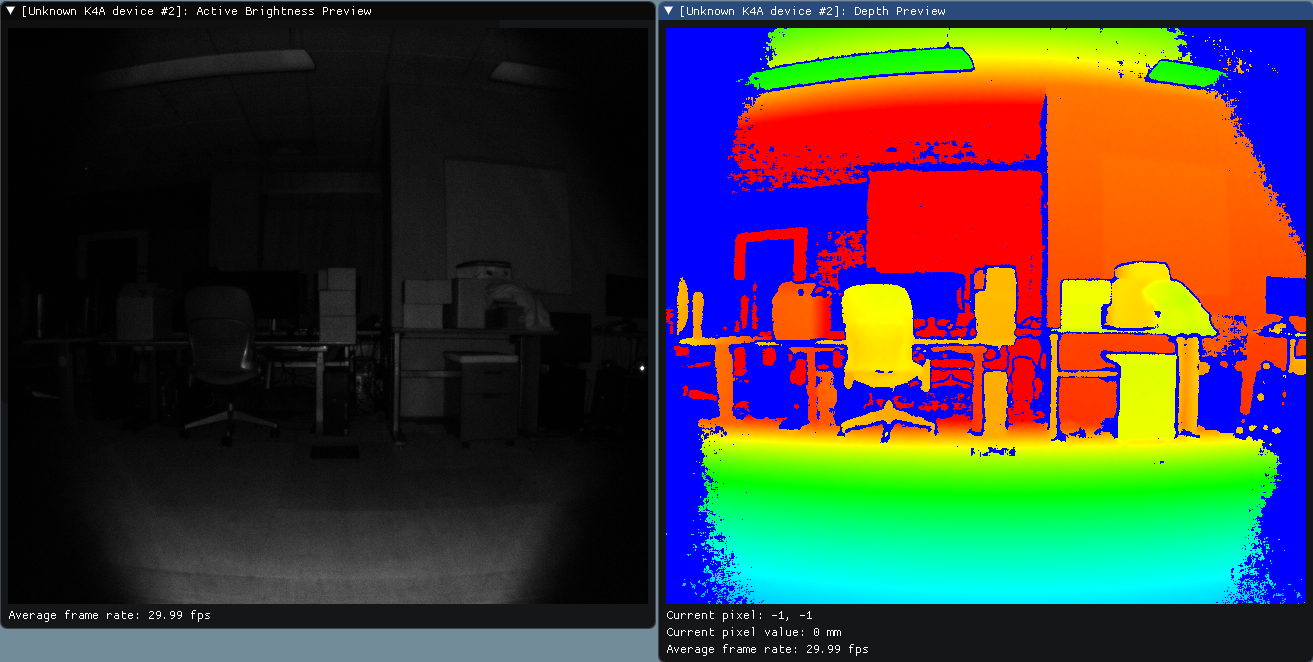 [Unknown K4A device #2]: Active Brightness Preview
Average frame rate: 29.99 fps
[Unknown K4A device #2]: Depth Preview
Current pixel: -1, -1
Current pixel value: 0 mm
Average frame rate: 29.99 fps